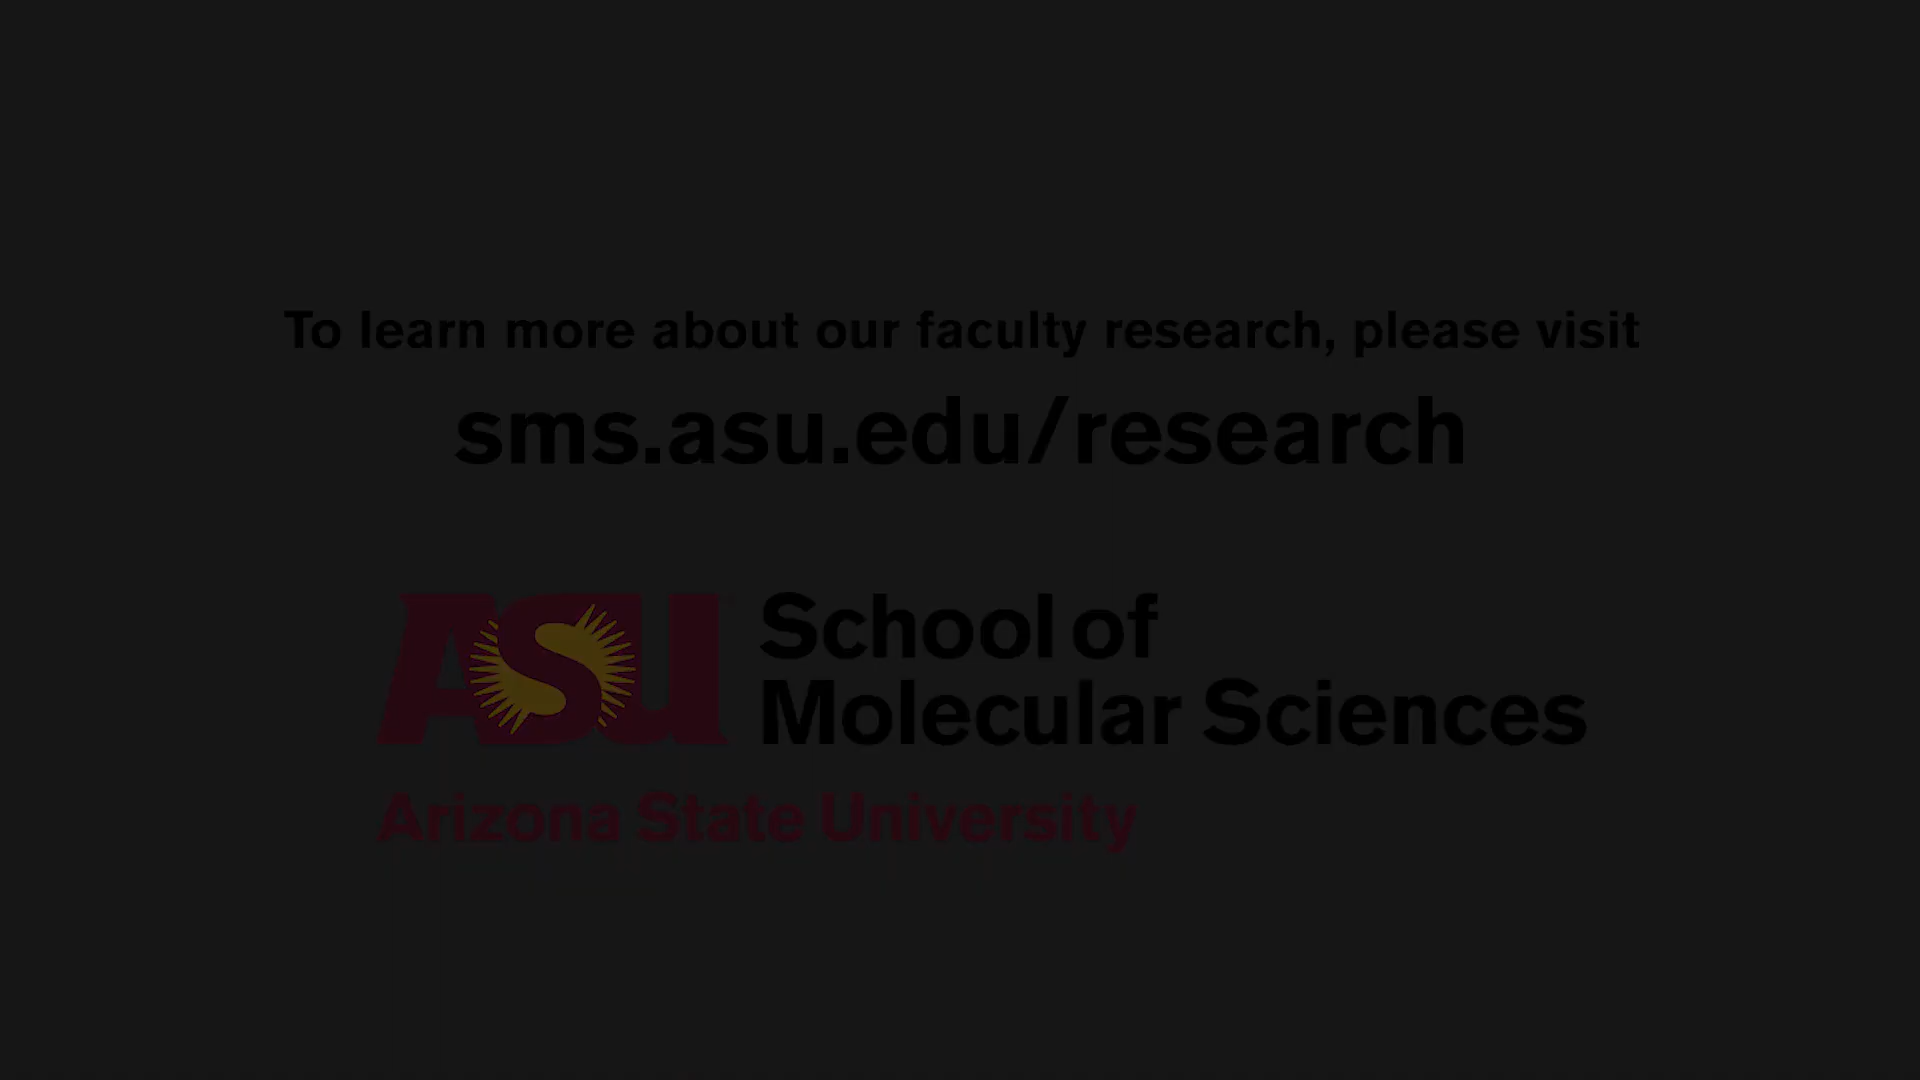 To learn more about our faculty research, please visit
sms.asu.edu/research
ASU
School of
Molecular Sciences
Arizona State University